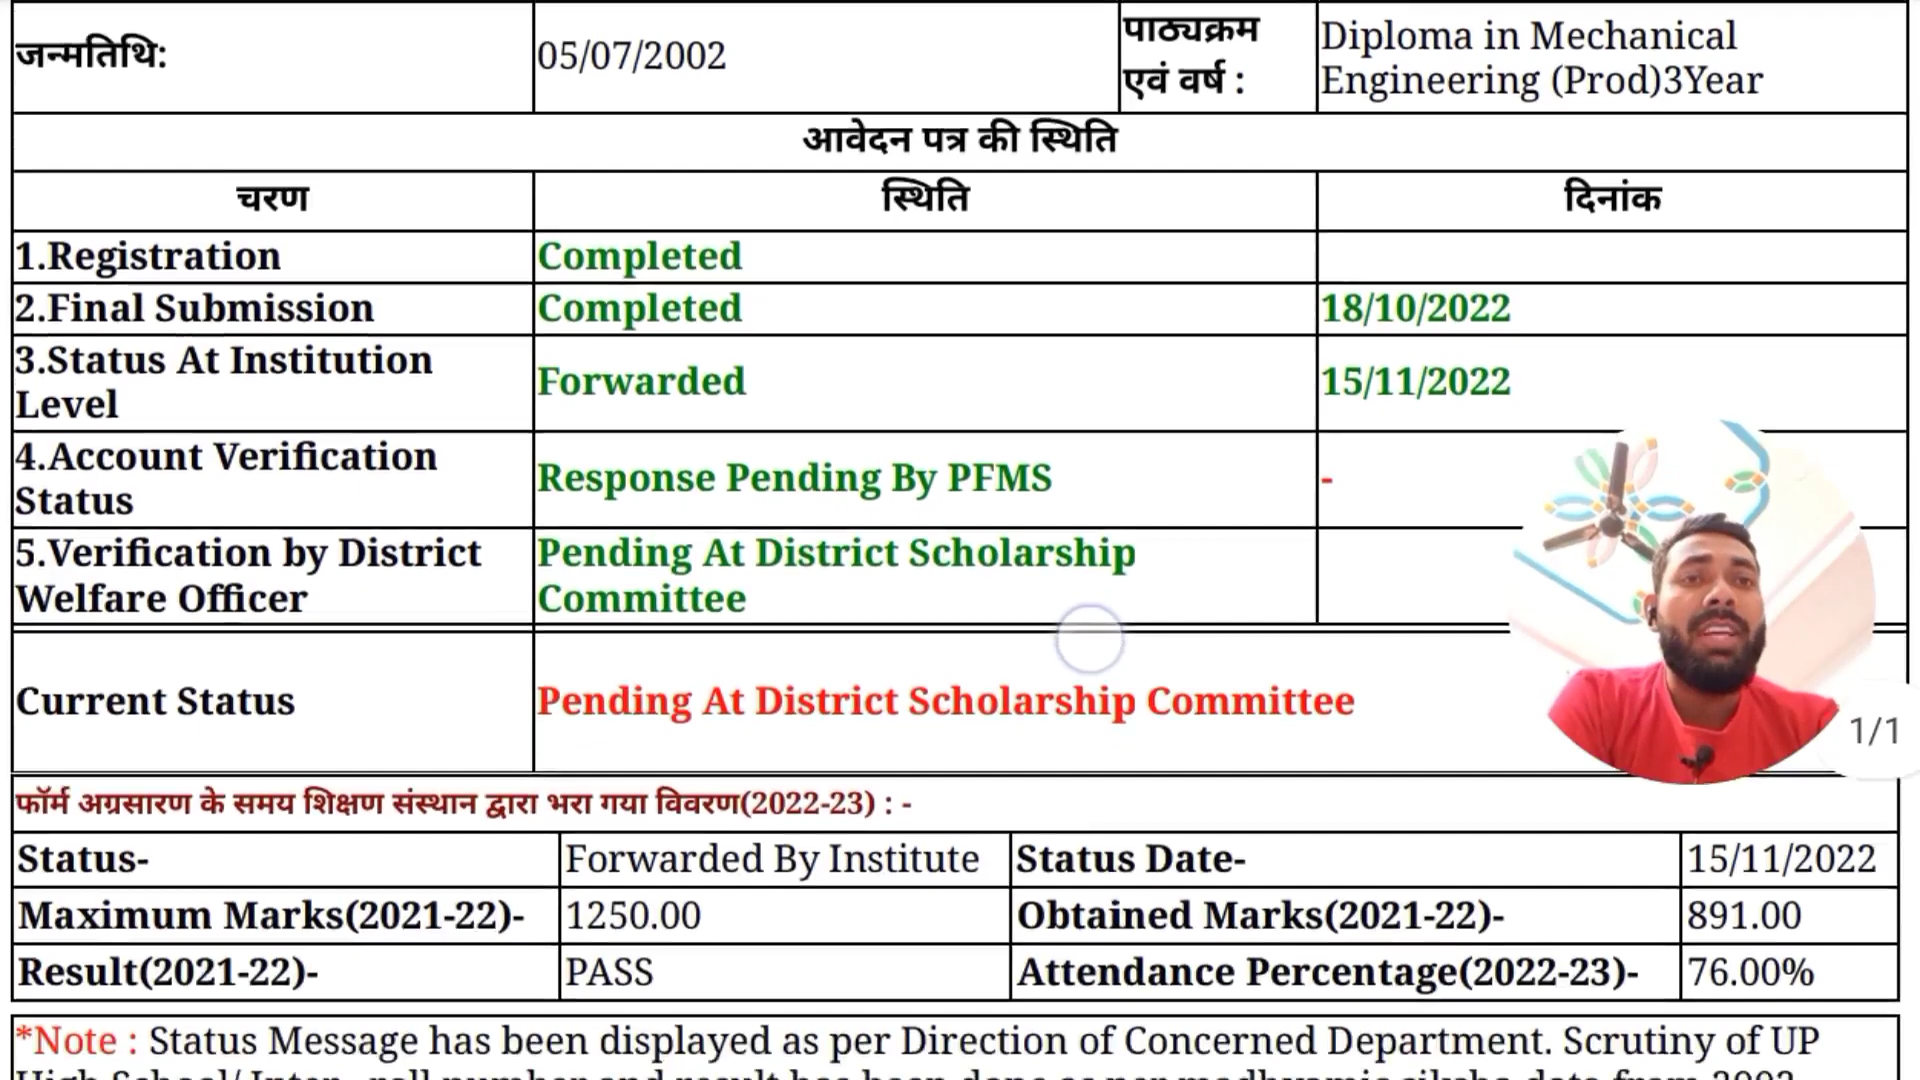 जन्मतिथि: 05/07/2002 पाठ्यक्रम एवं वर्ष : Diploma in Mechanical Engineering (Prod)3Year
आवेदन पत्र की स्थिति
चरण स्थिति दिनांक
1.Registration Completed
2.Final Submission Completed 18/10/2022
3.Status At Institution Level Forwarded 15/11/2022
4.Account Verification Status Response Pending By PFMS -
5.Verification by District Welfare Officer Pending At District Scholarship Committee
Current Status Pending At District Scholarship Committee
1/1
फॉर्म अग्रसारण के समय शिक्षण संस्थान द्वारा भरा गया विवरण(2022-23) : -
Status- Forwarded By Institute Status Date- 15/11/2022
Maximum Marks(2021-22)- 1250.00 Obtained Marks(2021-22)- 891.00
Result(2021-22)- PASS Attendance Percentage(2022-23)- 76.00%
*Note : Status Message has been displayed as per Direction of Concerned Department. Scrutiny of UP